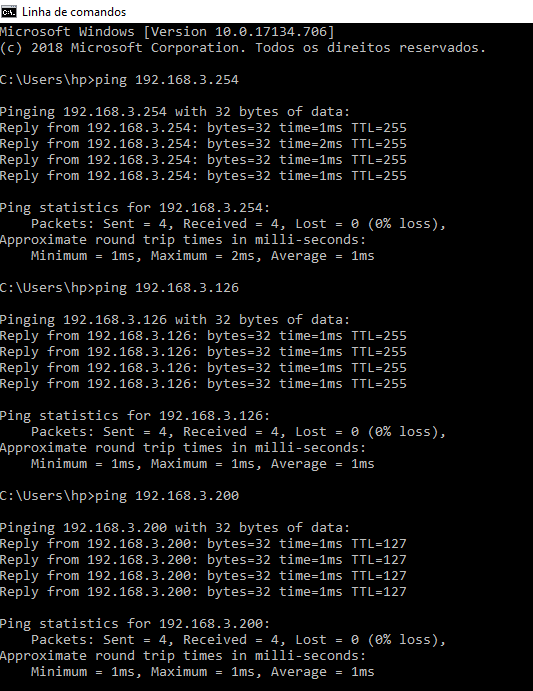 Linha de comandos
Microsoft Windows [Version 10.0.17134.706]
(c) 2018 Microsoft Corporation. Todos os direitos reservados.
C:\Users\hp>ping 192.168.3.254
Pinging 192.168.3.254 with 32 bytes of data:
Reply from 192.168.3.254: bytes=32 time=1ms TTL=255
Reply from 192.168.3.254: bytes=32 time=2ms TTL=255
Reply from 192.168.3.254: bytes=32 time=1ms TTL=255
Reply from 192.168.3.254: bytes=32 time=1ms TTL=255
Ping statistics for 192.168.3.254:
    Packets: Sent = 4, Received = 4, Lost = 0 (0% loss),
Approximate round trip times in milli-seconds:
    Minimum = 1ms, Maximum = 2ms, Average = 1ms
C:\Users\hp>ping 192.168.3.126
Pinging 192.168.3.126 with 32 bytes of data:
Reply from 192.168.3.126: bytes=32 time=1ms TTL=255
Reply from 192.168.3.126: bytes=32 time=1ms TTL=255
Reply from 192.168.3.126: bytes=32 time=1ms TTL=255
Reply from 192.168.3.126: bytes=32 time=1ms TTL=255
Ping statistics for 192.168.3.126:
    Packets: Sent = 4, Received = 4, Lost = 0 (0% loss),
Approximate round trip times in milli-seconds:
    Minimum = 1ms, Maximum = 1ms, Average = 1ms
C:\Users\hp>ping 192.168.3.200
Pinging 192.168.3.200 with 32 bytes of data:
Reply from 192.168.3.200: bytes=32 time=1ms TTL=127
Reply from 192.168.3.200: bytes=32 time=1ms TTL=127
Reply from 192.168.3.200: bytes=32 time=1ms TTL=127
Reply from 192.168.3.200: bytes=32 time=1ms TTL=127
Ping statistics for 192.168.3.200:
    Packets: Sent = 4, Received = 4, Lost = 0 (0% loss),
Approximate round trip times in milli-seconds:
    Minimum = 1ms, Maximum = 1ms, Average = 1ms